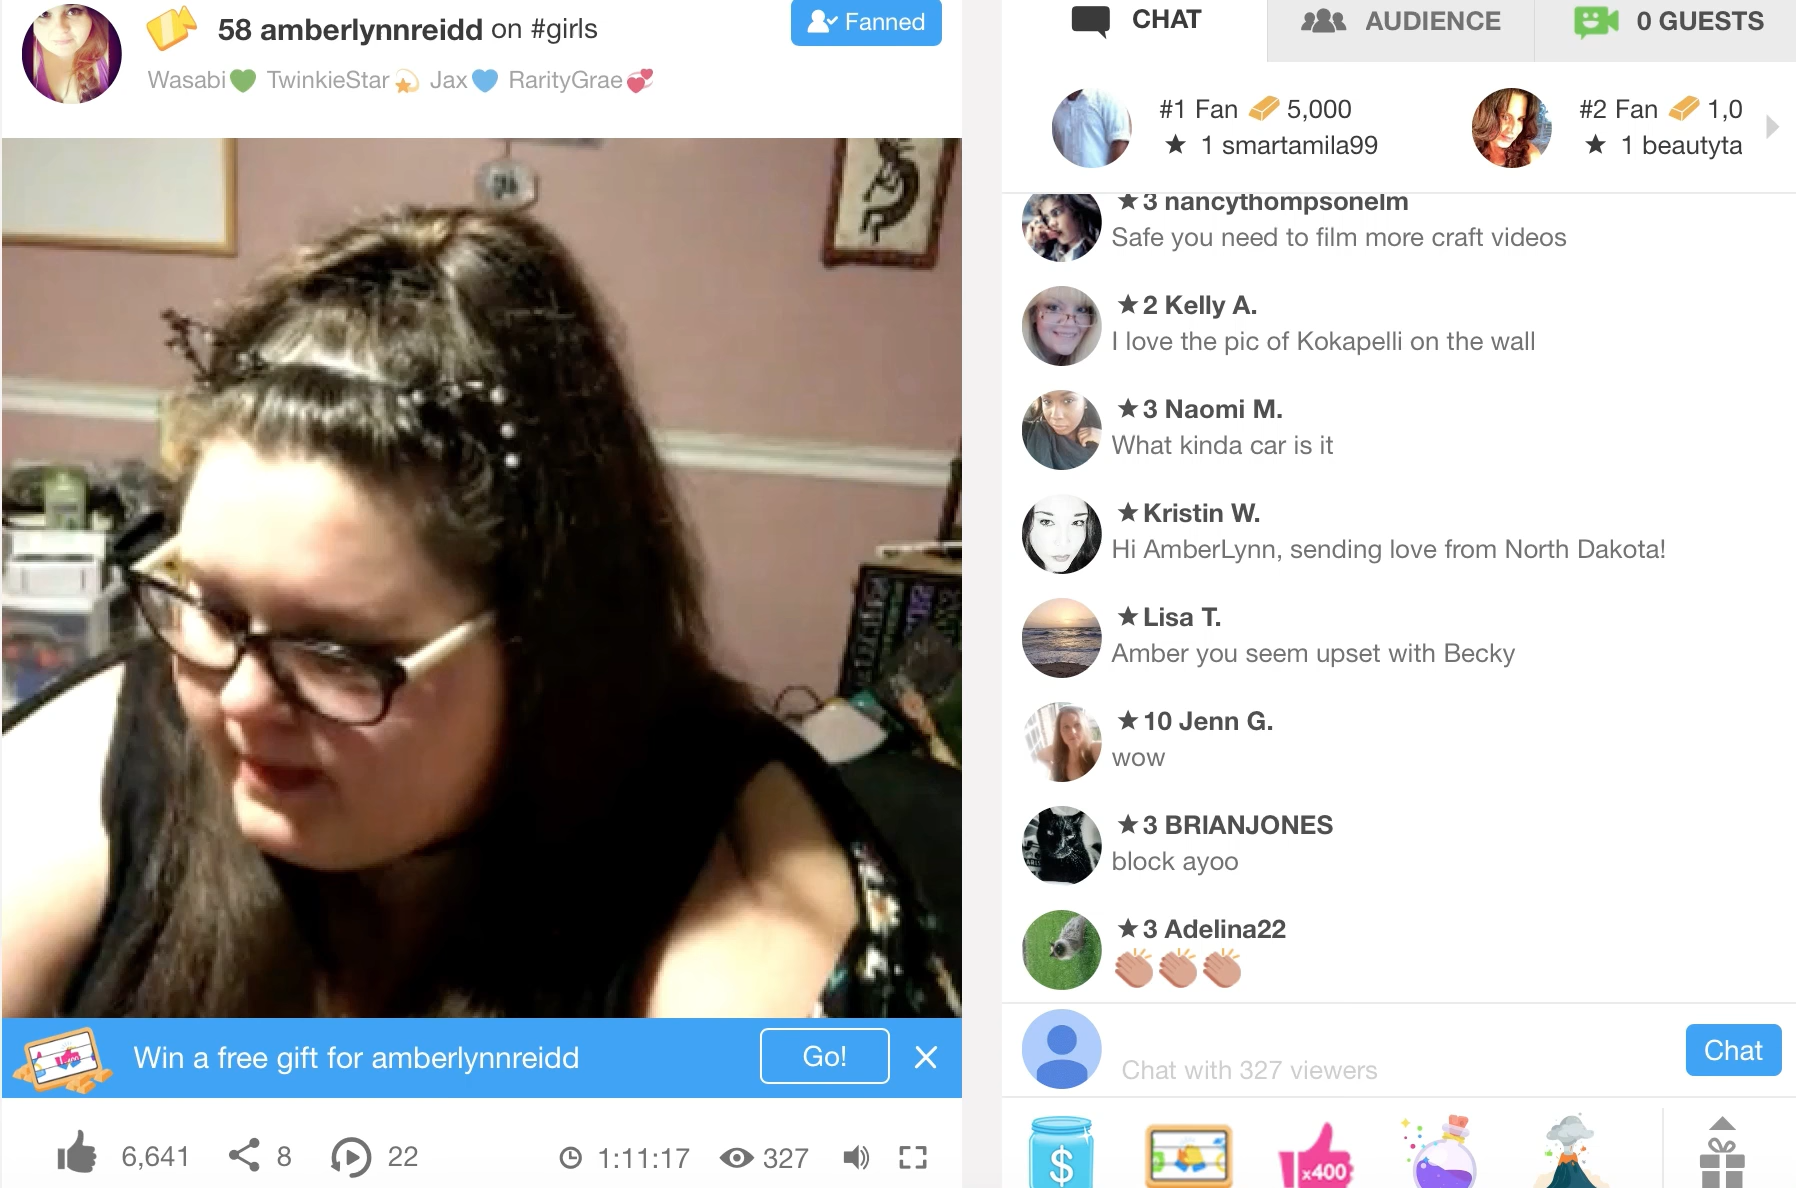 58 amberlynnreidd on #girls
Wasabi💚 TwinkieStar💫 Jax💙 RarityGrae💞
Fanned
Win a free gift for amberlynnreidd
Go!
6,641
8
22
1:11:17
327
CHAT
AUDIENCE
0 GUESTS
#1 Fan 5,000
★ 1 smartamila99
#2 Fan 1,0
★ 1 beautyta
★3 nancythompsonelm
Safe you need to film more craft videos
★2 Kelly A.
I love the pic of Kokapelli on the wall
★3 Naomi M.
What kinda car is it
★Kristin W.
Hi AmberLynn, sending love from North Dakota!
★Lisa T.
Amber you seem upset with Becky
★10 Jenn G.
wow
★3 BRIANJONES
block ayoo
★3 Adelina22
👏👏👏
Chat with 327 viewers
Chat
$
x400